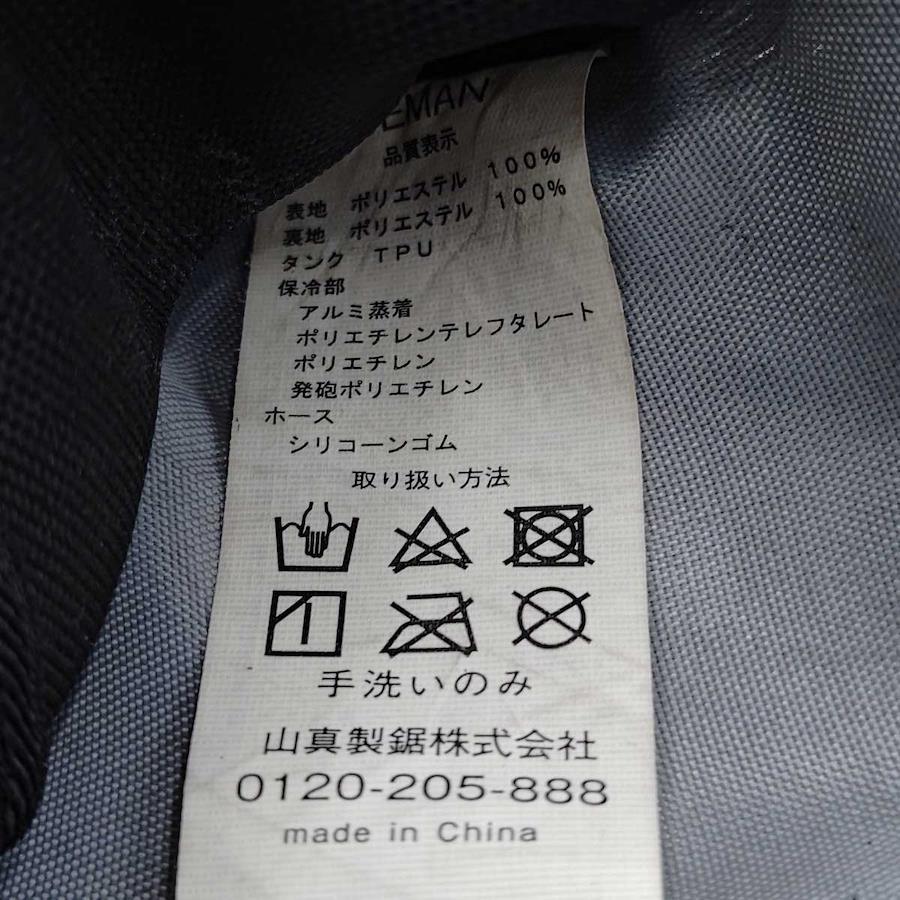 EMAN
品質表示
表地 ポリエステル 100%
裏地 ポリエステル 100%
タンク TPU
保冷部
アルミ蒸着
ポリエチレンテレフタレート
ポリエチレン
発砲ポリエチレン
ホース
シリコーンゴム
取り扱い方法
手洗いのみ
山真製鋸株式会社
0120-205-888
made in China